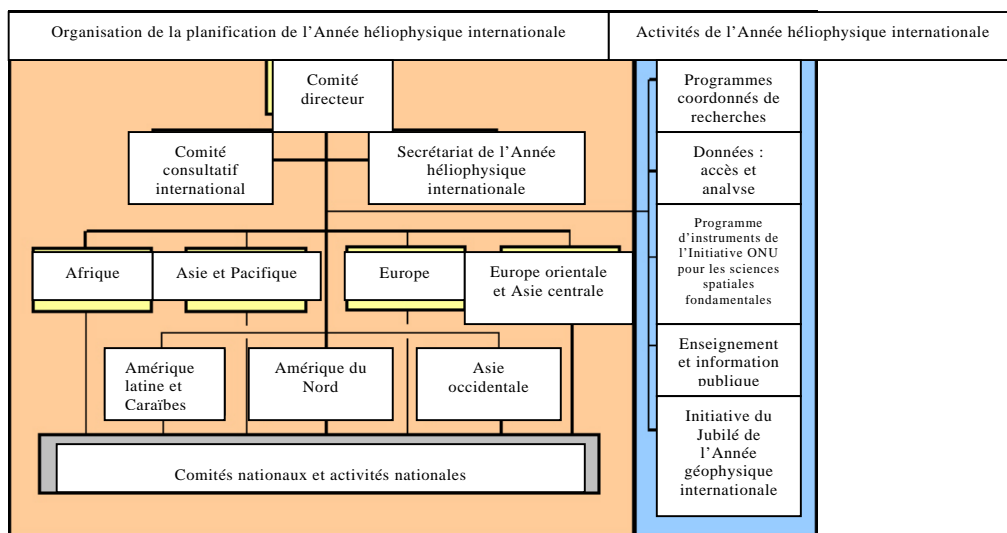 Organisation de la planification de l'Année héliophysique internationale
Activités de l'Année héliophysique internationale
Comité
directeur
Comité
consultatif
international
Secrétariat de l'Année
héliophysique
internationale
Afrique
Asie et Pacifique
Europe
Europe orientale
et Asie centrale
Amérique
latine et
Caraïbes
Amérique du
Nord
Asie
occidentale
Comités nationaux et activités nationales
Programmes
coordonnés de
recherches
Données :
accès et
analyse
Programme
d'instruments de
l'Initiative ONU
pour les sciences
spatiales
fondamentales
Enseignement
et information
publique
Initiative du
Jubilé de
l'Année
géophysique
internationale